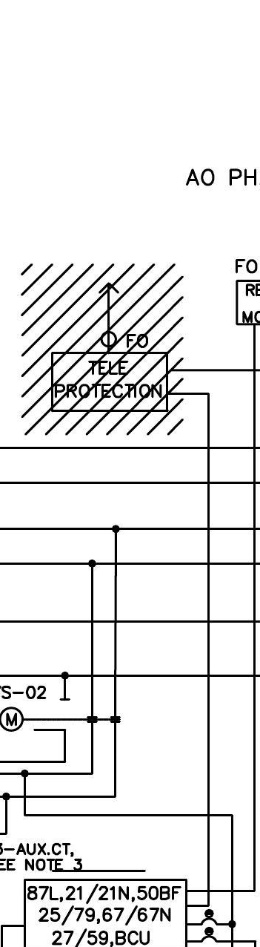 AO PH
FO
RE
MO
FO
TELE
PROTECTION
/S-02
M
-AUX.CT,
EE NOTE 3
87L,21/21N,50BF
25/79,67/67N
27/59,BCU